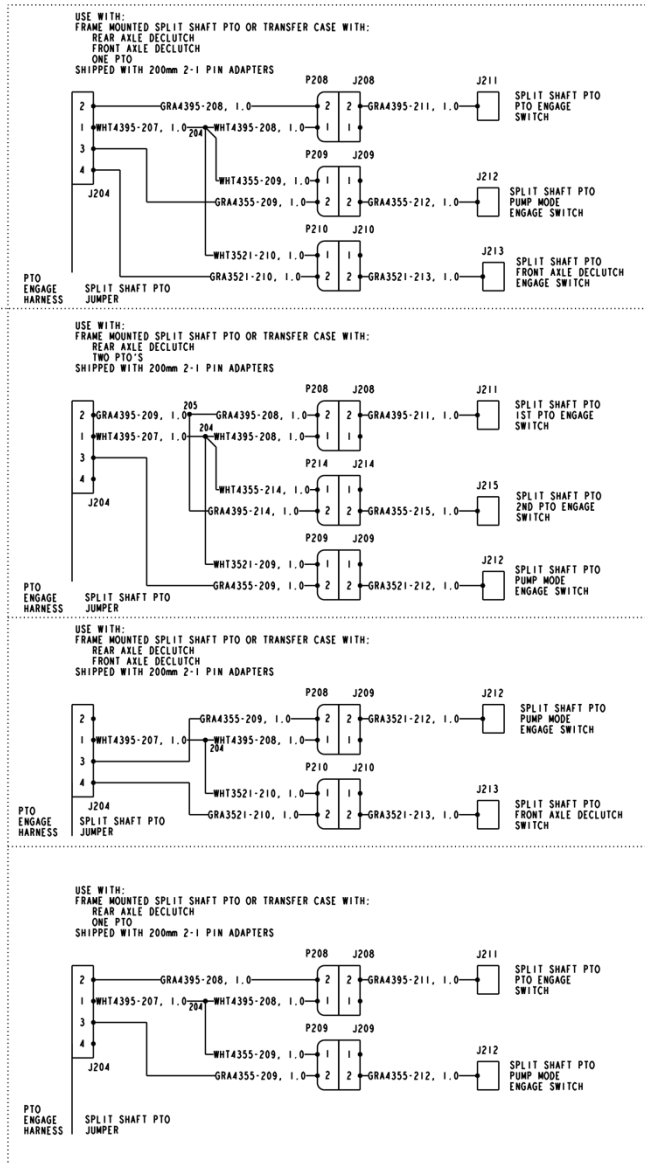 USE WITH:
FRAME MOUNTED SPLIT SHAFT PTO OR TRANSFER CASE WITH:
REAR AXLE DECLUTCH
FRONT AXLE DECLUTCH
ONE PTO
SHIPPED WITH 200mm 2-1 PIN ADAPTERS
P208 J208 J211
2 GRA4395-208, 1.0 2 2 GRA4395-211, 1.0 SPLIT SHAFT PTO
PTO ENGAGE
SWITCH
1 WHT4395-207, 1.0 204 WHT4395-208, 1.0 1 1
3
4
J204
P209 J209 J212
WHT4355-209, 1.0 1 1
GRA4355-209, 1.0 2 2 GRA4355-212, 1.0 SPLIT SHAFT PTO
PUMP MODE
ENGAGE SWITCH
P210 J210 J213
WHT3521-210, 1.0 1 1
GRA3521-210, 1.0 2 2 GRA3521-213, 1.0 SPLIT SHAFT PTO
FRONT AXLE DECLUTCH
ENGAGE SWITCH
PTO
ENGAGE
HARNESS
SPLIT SHAFT PTO
JUMPER
USE WITH:
FRAME MOUNTED SPLIT SHAFT PTO OR TRANSFER CASE WITH:
REAR AXLE DECLUTCH
TWO PTO'S
SHIPPED WITH 200mm 2-1 PIN ADAPTERS
P208 J208 J211
2 GRA4395-209, 1.0 205 GRA4395-208, 1.0 2 2 GRA4395-211, 1.0 SPLIT SHAFT PTO
1ST PTO ENGAGE
SWITCH
1 WHT4395-207, 1.0 204 WHT4395-208, 1.0 1 1
3
4
J204
P214 J214 J215
WHT4355-214, 1.0 1 1
GRA4395-214, 1.0 2 2 GRA4355-215, 1.0 SPLIT SHAFT PTO
2ND PTO ENGAGE
SWITCH
P209 J209 J212
WHT3521-209, 1.0 1 1
GRA4355-209, 1.0 2 2 GRA3521-212, 1.0 SPLIT SHAFT PTO
PUMP MODE
ENGAGE SWITCH
PTO
ENGAGE
HARNESS
SPLIT SHAFT PTO
JUMPER
USE WITH:
FRAME MOUNTED SPLIT SHAFT PTO OR TRANSFER CASE WITH:
REAR AXLE DECLUTCH
FRONT AXLE DECLUTCH
SHIPPED WITH 200mm 2-1 PIN ADAPTERS
P208 J209 J212
2 GRA4355-209, 1.0 2 2 GRA3521-212, 1.0 SPLIT SHAFT PTO
PUMP MODE
ENGAGE SWITCH
1 WHT4395-207, 1.0 204 WHT4395-208, 1.0 1 1
3
4
J204
P210 J210 J213
WHT3521-210, 1.0 1 1
GRA3521-210, 1.0 2 2 GRA3521-213, 1.0 SPLIT SHAFT PTO
FRONT AXLE DECLUTCH
SWITCH
PTO
ENGAGE
HARNESS
SPLIT SHAFT PTO
JUMPER
USE WITH:
FRAME MOUNTED SPLIT SHAFT PTO OR TRANSFER CASE WITH:
REAR AXLE DECLUTCH
ONE PTO
SHIPPED WITH 200mm 2-1 PIN ADAPTERS
P208 J208 J211
2 GRA4395-208, 1.0 2 2 GRA4395-211, 1.0 SPLIT SHAFT PTO
PTO ENGAGE
SWITCH
1 WHT4395-207, 1.0 204 WHT4395-208, 1.0 1 1
3
4
J204
P209 J209 J212
WHT4355-209, 1.0 1 1
GRA4355-209, 1.0 2 2 GRA4355-212, 1.0 SPLIT SHAFT PTO
PUMP MODE
ENGAGE SWITCH
PTO
ENGAGE
HARNESS
SPLIT SHAFT PTO
JUMPER